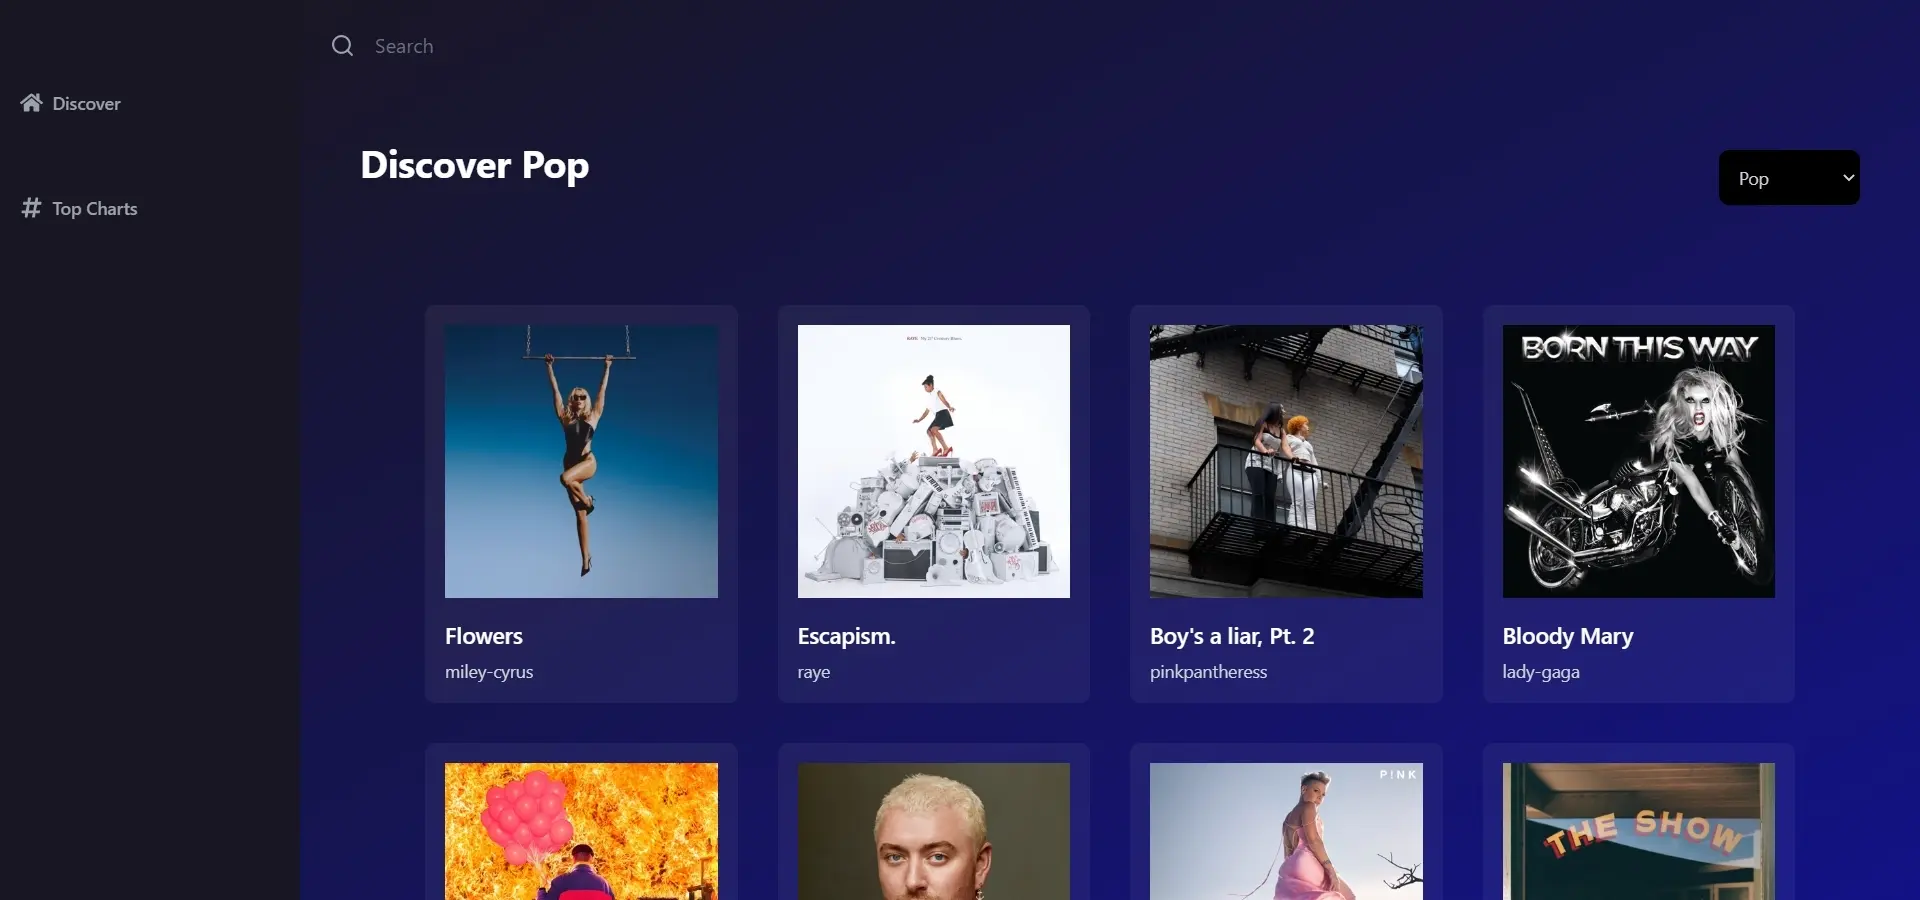 Search
Discover
Discover Pop
Pop
Top Charts
BORN THIS WAY
Flowers
miley-cyrus
Escapism.
raye
Boy's a liar, Pt. 2
pinkpantheress
Bloody Mary
lady-gaga
P!NK
THE SHOW